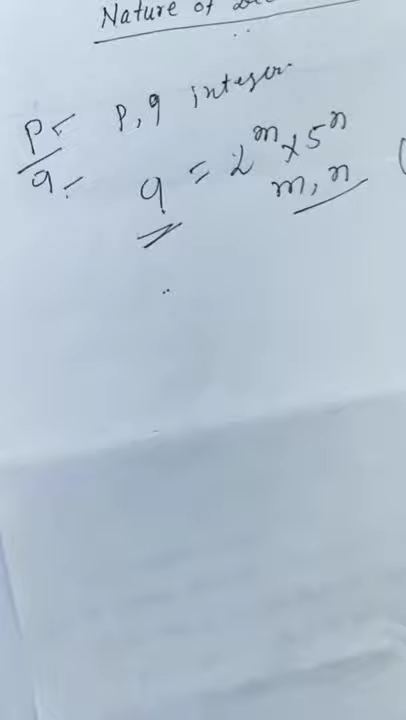 Nature of
p/q p, q integer
q = 2^m × 5^n
m, n